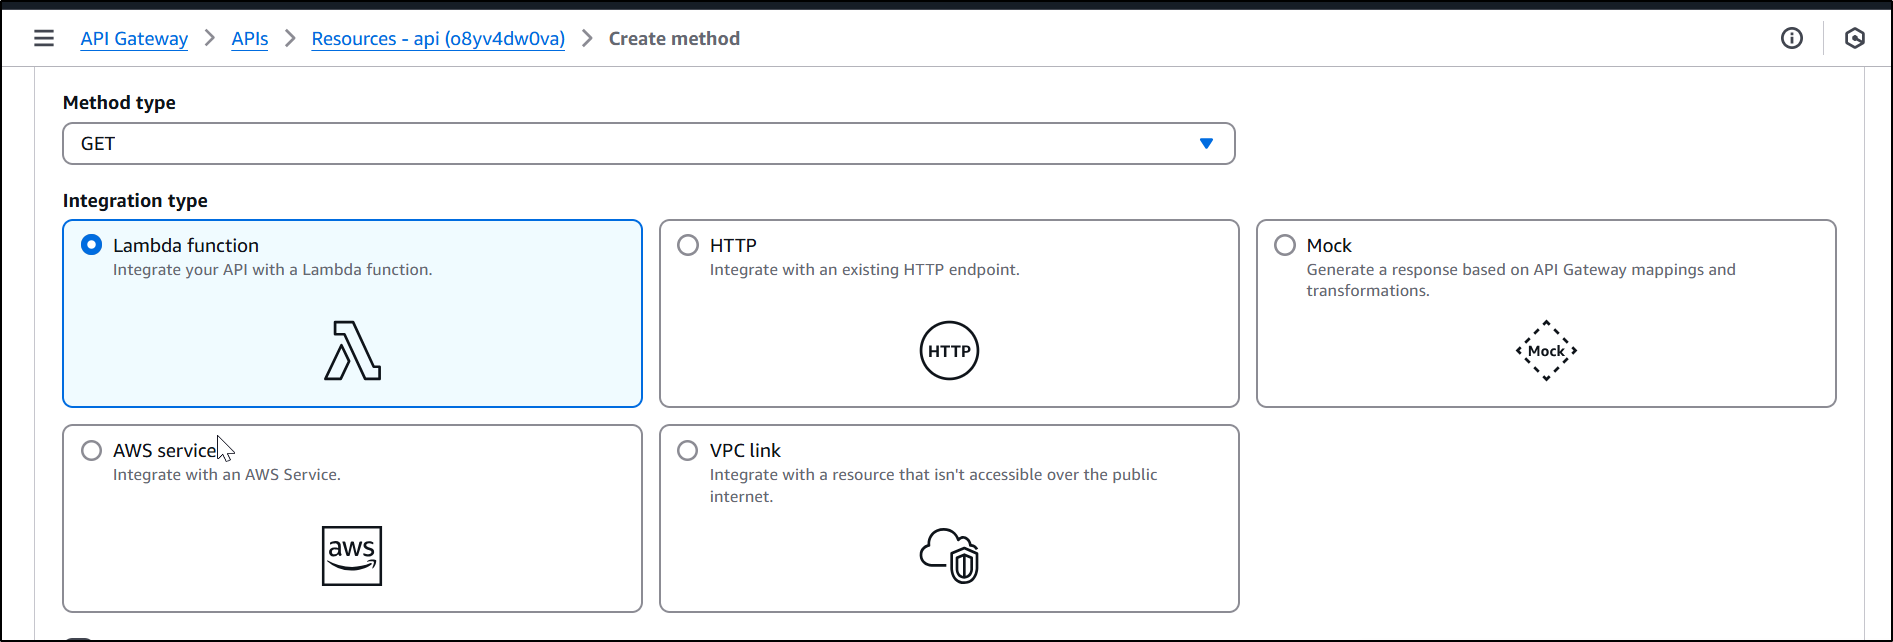 API Gateway > APIs > Resources - api (o8yv4dw0va) > Create method
Method type
GET
Integration type
Lambda function
Integrate your API with a Lambda function.
HTTP
Integrate with an existing HTTP endpoint.
HTTP
Mock
Generate a response based on API Gateway mappings and
transformations.
Mock
AWS service
Integrate with an AWS Service.
aws
VPC link
Integrate with a resource that isn't accessible over the public
internet.